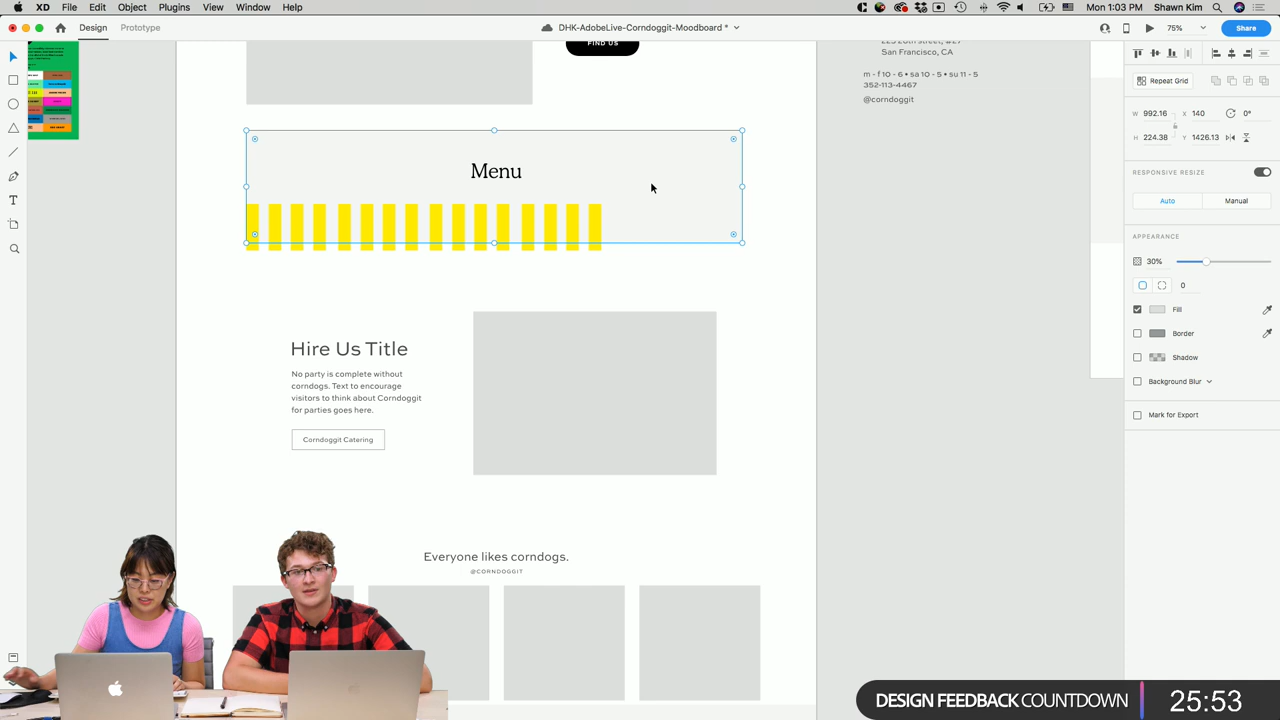 XD File Edit Object Plugins View Window Help
Mon 1:03 PM Shawn Kim
Design Prototype
DHK-AdobeLive-Corndoggit-Moodboard *
75%
Share
FIND US
San Francisco, CA
m - f 10 - 6 • sa 10 - 5 • su 11 - 5
352-113-4467
@corndoggit
Menu
Hire Us Title
No party is complete without
corndogs. Text to encourage
visitors to think about Corndoggit
for parties goes here.
Corndoggit Catering
Everyone likes corndogs.
@CORNDOGGIT
Repeat Grid
W 992.16 X 140 0°
H 224.38 Y 1426.13
RESPONSIVE RESIZE
Auto Manual
APPEARANCE
30%
0
Fill
Border
Shadow
Background Blur
Mark for Export
DESIGN FEEDBACK COUNTDOWN 25:53